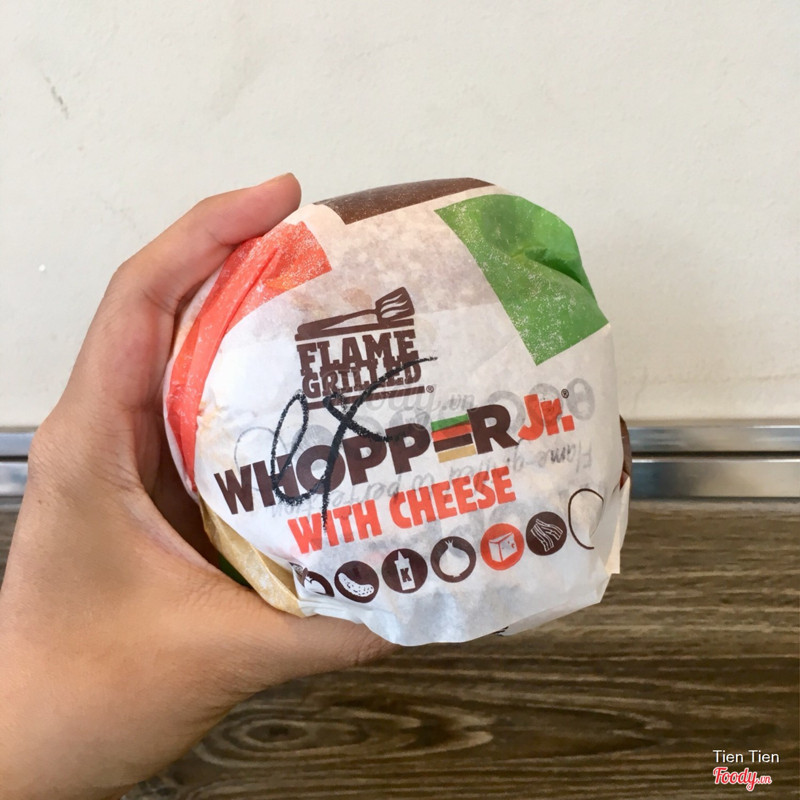 FLAME
GRILLED®
WHOPPER Jr.®
WITH CHEESE
K
Tien Tien
Foody.vn